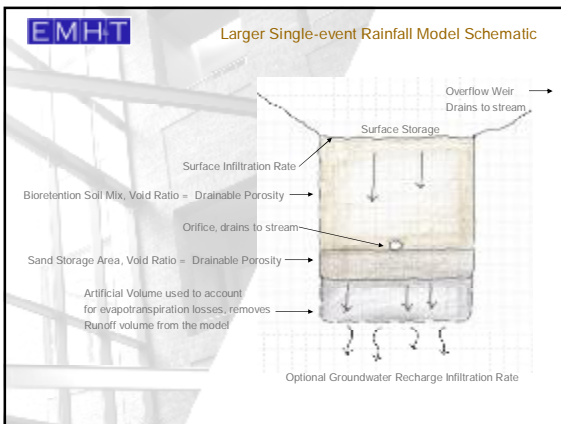 EMH&T
Larger Single-event Rainfall Model Schematic
Overflow Weir
Drains to stream
Surface Storage
Surface Infiltration Rate
Bioretention Soil Mix, Void Ratio = Drainable Porosity
Orifice, drains to stream
Sand Storage Area, Void Ratio = Drainable Porosity
Artificial Volume used to account
for evapotranspiration losses, removes
Runoff volume from the model
Optional Groundwater Recharge Infiltration Rate